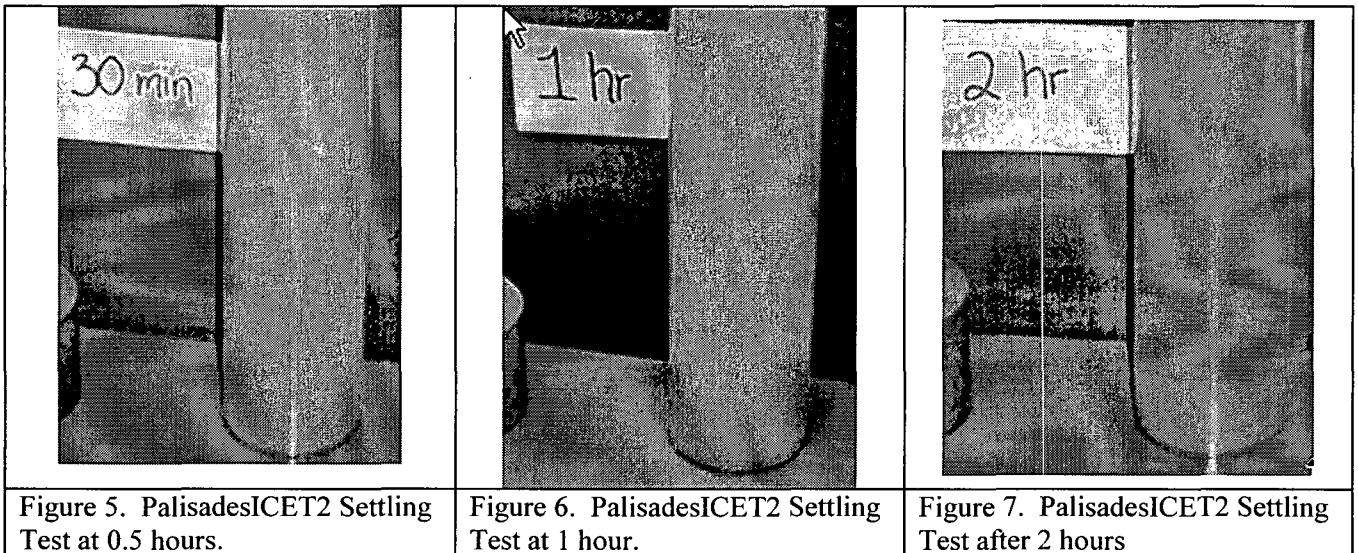 30 min
1 hr.
2 hr
Figure 5. PalisadesICET2 Settling
Test at 0.5 hours.
Figure 6. PalisadesICET2 Settling
Test at 1 hour.
Figure 7. PalisadesICET2 Settling
Test after 2 hours